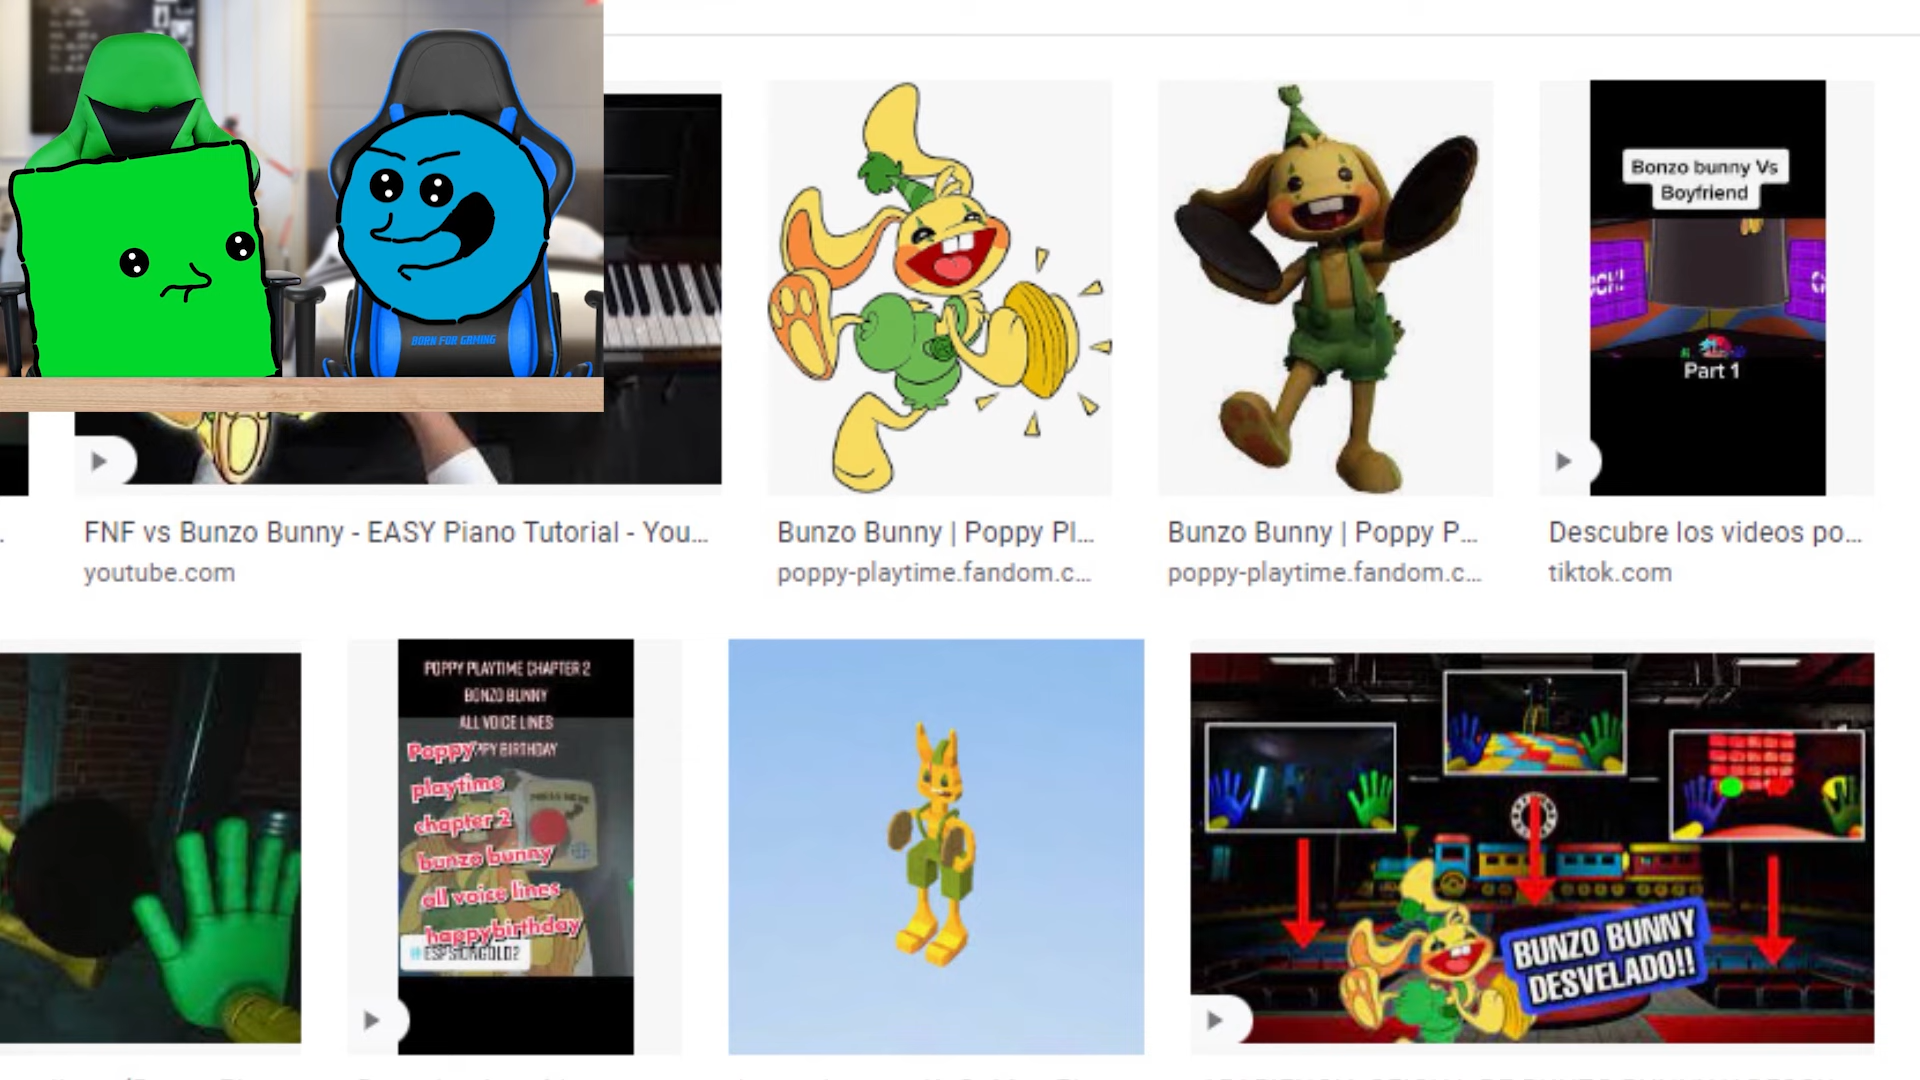 BORN FOR GAMING
Bonzo bunny Vs
Boyfriend
Part 1
FNF vs Bunzo Bunny - EASY Piano Tutorial - You...
youtube.com
Bunzo Bunny | Poppy Pl...
poppy-playtime.fandom.c...
Bunzo Bunny | Poppy P...
poppy-playtime.fandom.c...
Descubre los videos po...
tiktok.com
POPPY PLAYTIME CHAPTER 2
BONZO BUNNY
ALL VOICE LINES
PPY BIRTHDAY
Poppy
playtime
chapter 2
bunzo bunny
all voice lines
happybirthday
#ESPSIONGOLD2
BUNZO BUNNY
DESVELADO!!